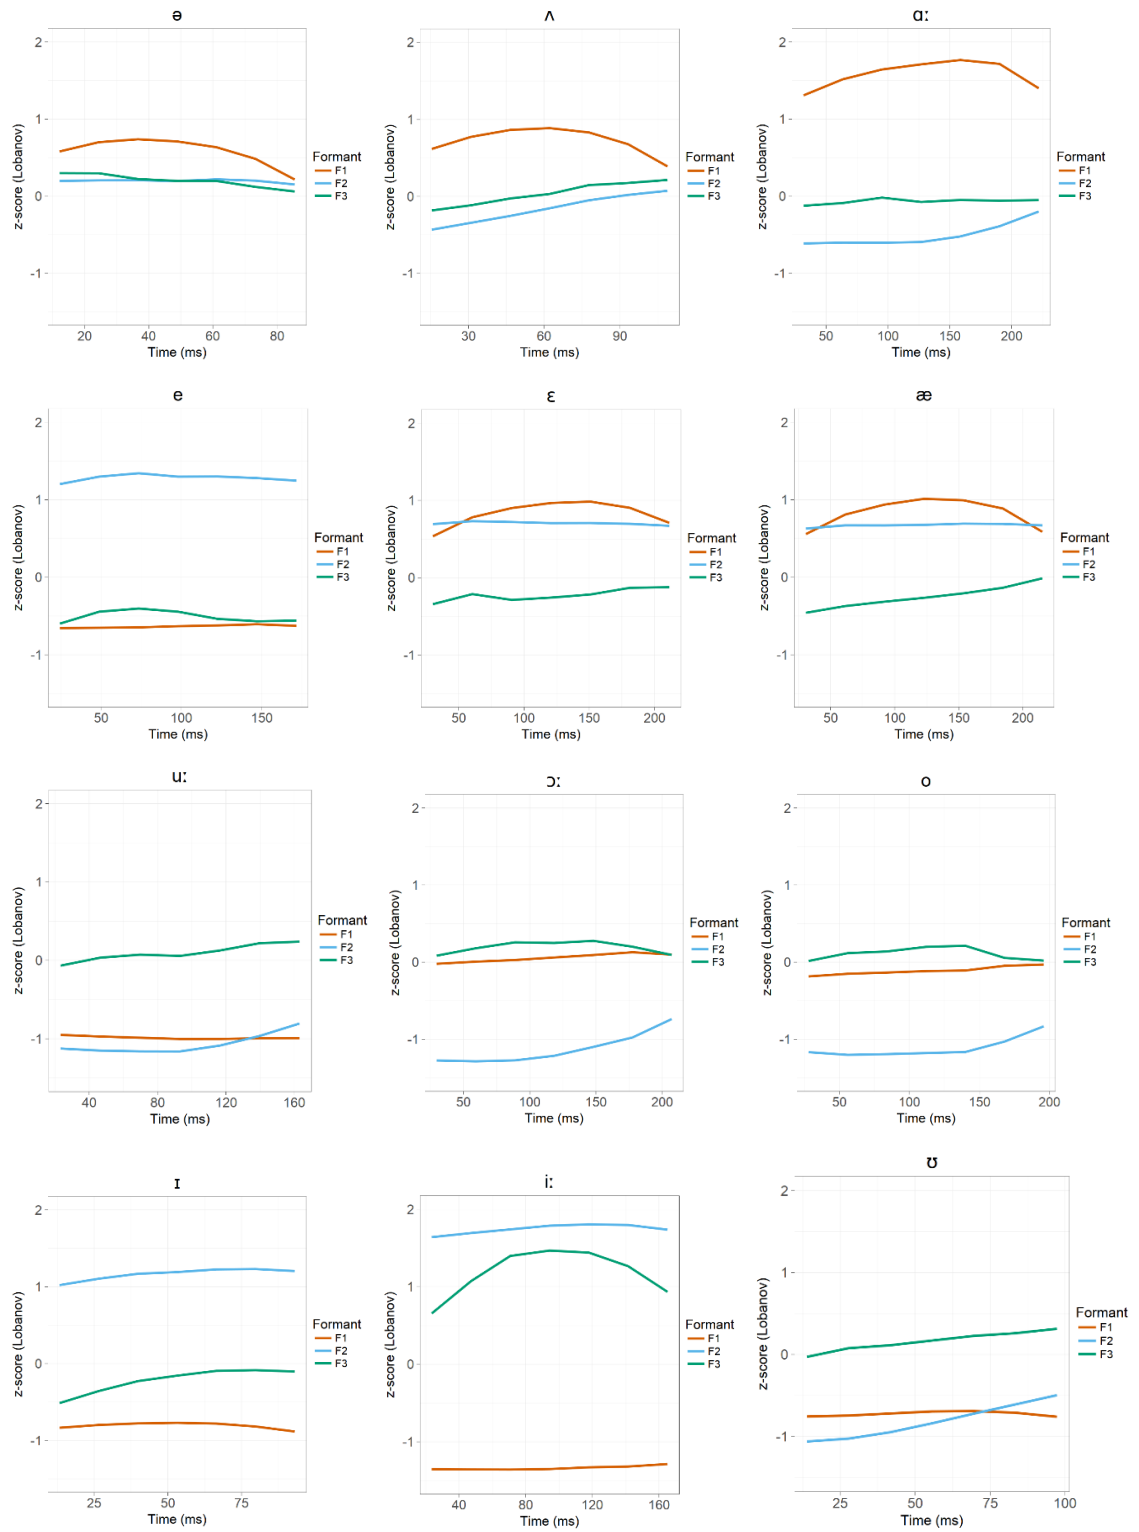 ə
z-score (Lobanov)
2
1
0
-1
20 40 60 80
Time (ms)
Formant
F1
F2
F3
ʌ
z-score (Lobanov)
2
1
0
-1
30 60 90
Time (ms)
Formant
F1
F2
F3
ɑː
z-score (Lobanov)
2
1
0
-1
50 100 150 200
Time (ms)
Formant
F1
F2
F3
e
z-score (Lobanov)
2
1
0
-1
50 100 150
Time (ms)
Formant
F1
F2
F3
ɛ
z-score (Lobanov)
2
1
0
-1
50 100 150 200
Time (ms)
Formant
F1
F2
F3
æ
z-score (Lobanov)
2
1
0
-1
50 100 150 200
Time (ms)
Formant
F1
F2
F3
uː
z-score (Lobanov)
2
1
0
-1
40 80 120 160
Time (ms)
Formant
F1
F2
F3
ɔː
z-score (Lobanov)
2
1
0
-1
50 100 150 200
Time (ms)
Formant
F1
F2
F3
o
z-score (Lobanov)
2
1
0
-1
50 100 150 200
Time (ms)
Formant
F1
F2
F3
ɪ
z-score (Lobanov)
2
1
0
-1
25 50 75
Time (ms)
Formant
F1
F2
F3
iː
z-score (Lobanov)
2
1
0
-1
40 80 120 160
Time (ms)
Formant
F1
F2
F3
ʊ
z-score (Lobanov)
2
1
0
-1
25 50 75 100
Time (ms)
Formant
F1
F2
F3